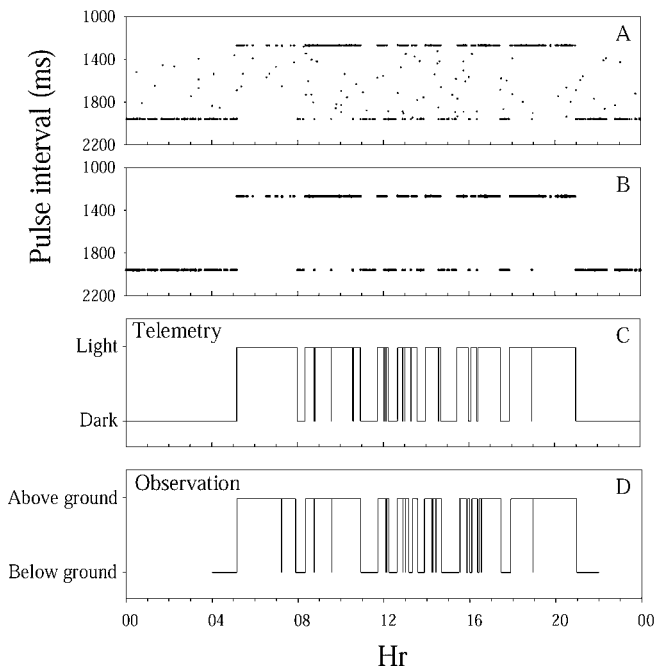 1000
1400
1800
2200
A
1000
1400
1800
2200
B
Pulse interval (ms)
Telemetry
C
Light
Dark
Observation
D
Above ground
Below ground
00
04
08
12
16
20
00
Hr